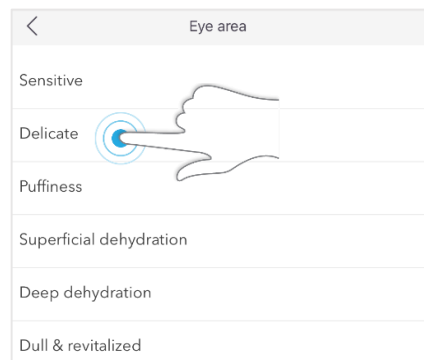 Eye area
Sensitive
Delicate
Puffiness
Superficial dehydration
Deep dehydration
Dull & revitalized